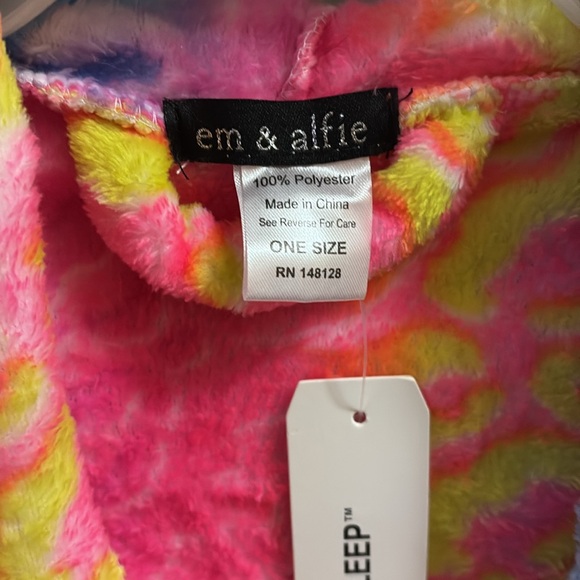 em & alfie
100% Polyester
Made in China
See Reverse For Care
ONE SIZE
RN 148128
LEEP™